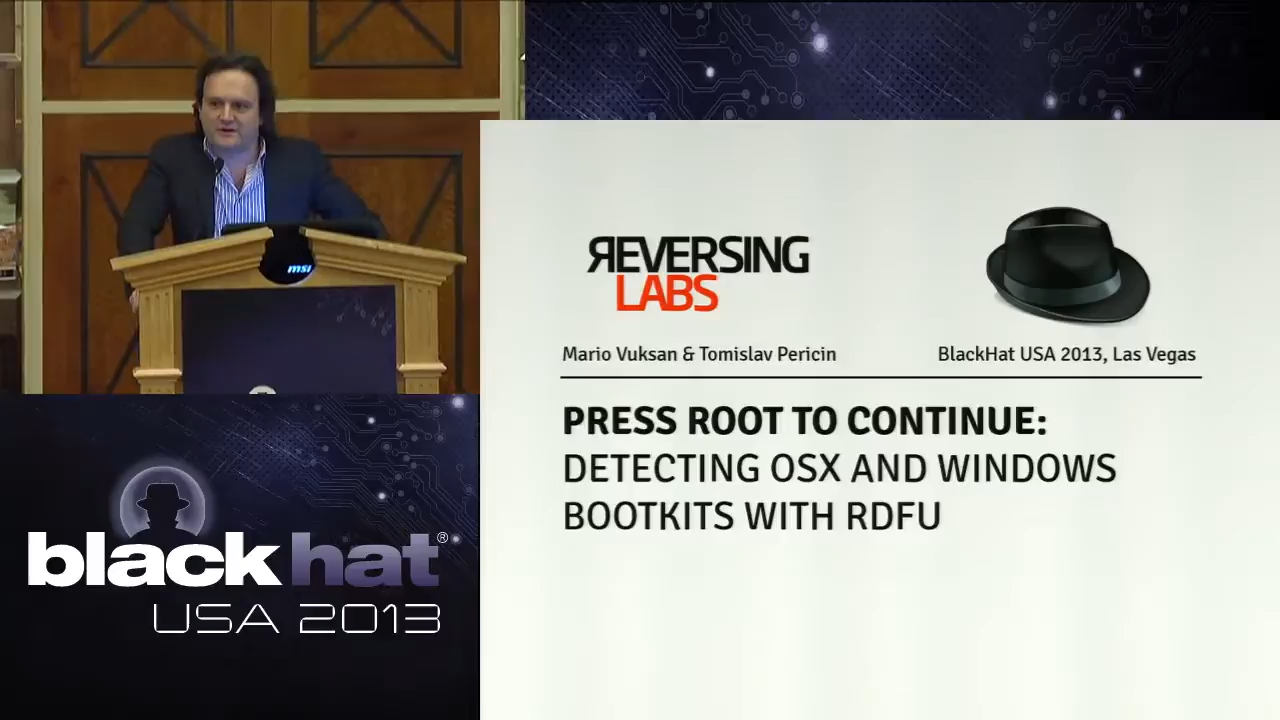 msi
ЯEVERSING
LABS
Mario Vuksan & Tomislav Pericin
BlackHat USA 2013, Las Vegas
PRESS ROOT TO CONTINUE:
DETECTING OSX AND WINDOWS
BOOTKITS WITH RDFU
black hat®
USA 2013